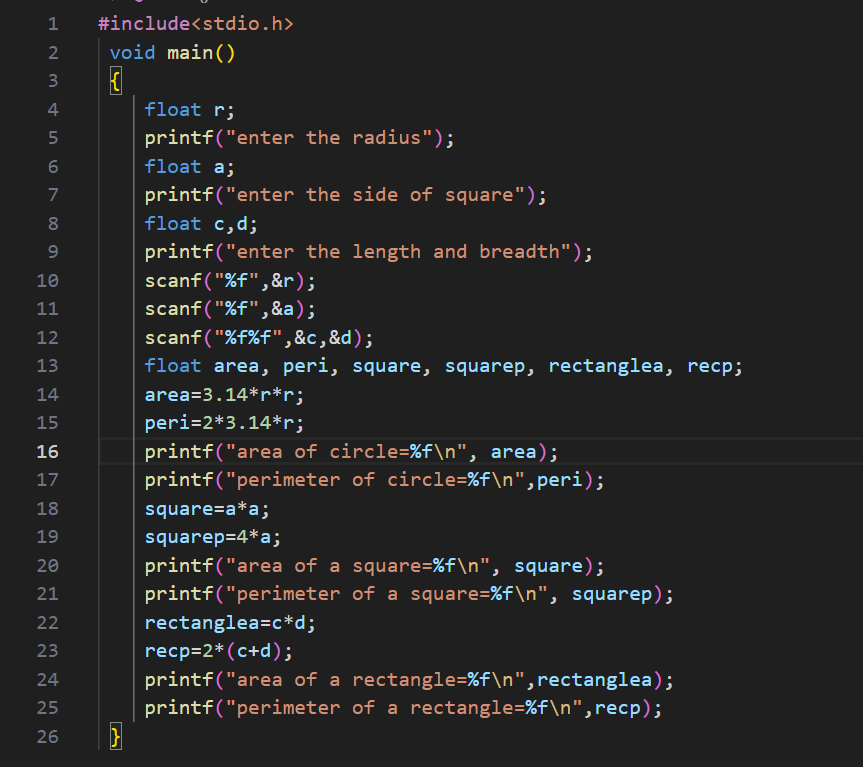 1 #include<stdio.h>
2 void main()
3 {
4 float r;
5 printf("enter the radius");
6 float a;
7 printf("enter the side of square");
8 float c,d;
9 printf("enter the length and breadth");
10 scanf("%f",&r);
11 scanf("%f",&a);
12 scanf("%f%f",&c,&d);
13 float area, peri, square, squarep, rectanglea, recp;
14 area=3.14*r*r;
15 peri=2*3.14*r;
16 printf("area of circle=%f\n", area);
17 printf("perimeter of circle=%f\n",peri);
18 square=a*a;
19 squarep=4*a;
20 printf("area of a square=%f\n", square);
21 printf("perimeter of a square=%f\n", squarep);
22 rectanglea=c*d;
23 recp=2*(c+d);
24 printf("area of a rectangle=%f\n",rectanglea);
25 printf("perimeter of a rectangle=%f\n",recp);
26 }